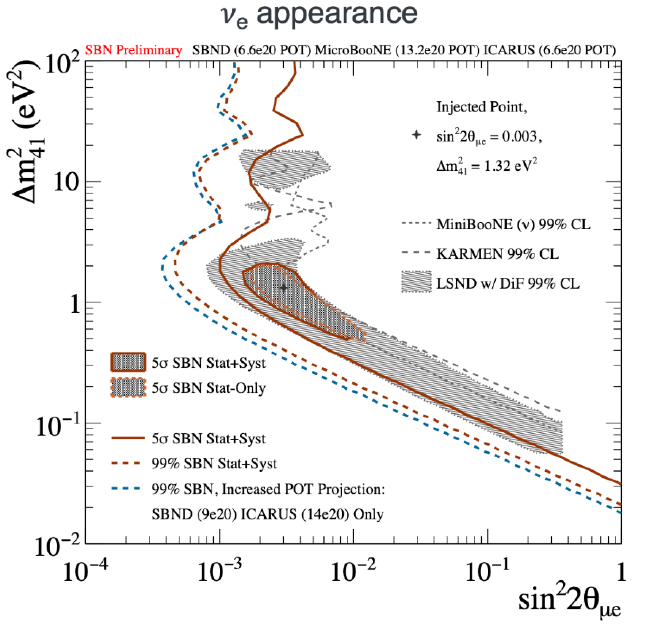 νₑ appearance
SBN Preliminary SBND (6.6e20 POT) MicroBooNE (13.2e20 POT) ICARUS (6.6e20 POT)
Δm²₄₁ (eV²)
10²
10
1
10⁻¹
10⁻²
Injected Point,
sin²2θμₑ = 0.003,
Δm²₄₁ = 1.32 eV²
MiniBooNE (ν) 99% CL
KARMEN 99% CL
LSND w/ DiF 99% CL
5σ SBN Stat+Syst
5σ SBN Stat-Only
5σ SBN Stat+Syst
99% SBN Stat+Syst
99% SBN, Increased POT Projection:
SBND (9e20) ICARUS (14e20) Only
10⁻⁴ 10⁻³ 10⁻² 10⁻¹ 1
sin²2θμₑ